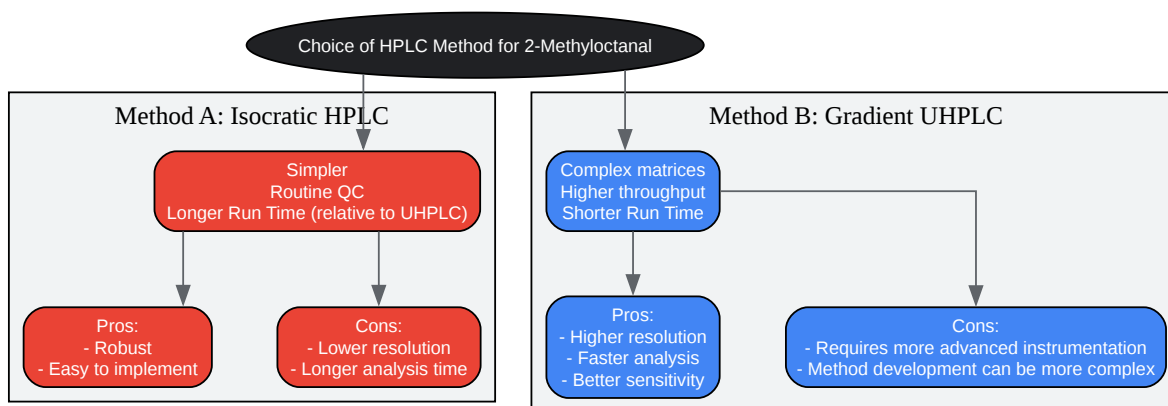 Choice of HPLC Method for 2-Methyloctanal
Method A: Isocratic HPLC
Simpler
Routine QC
Longer Run Time (relative to UHPLC)
Pros:
- Robust
- Easy to implement
Cons:
- Lower resolution
- Longer analysis time
Method B: Gradient UHPLC
Complex matrices
Higher throughput
Shorter Run Time
Pros:
- Higher resolution
- Faster analysis
- Better sensitivity
Cons:
- Requires more advanced instrumentation
- Method development can be more complex